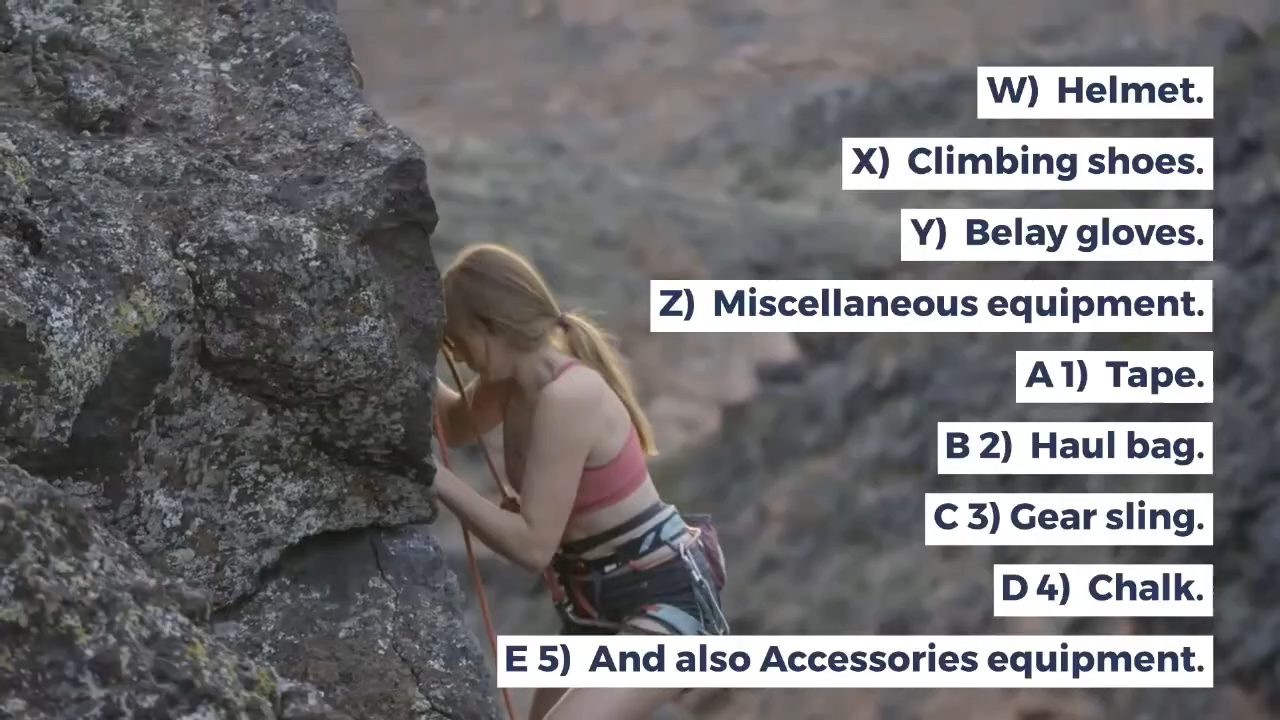 W) Helmet.
X) Climbing shoes.
Y) Belay gloves.
Z) Miscellaneous equipment.
A 1) Tape.
B 2) Haul bag.
C 3) Gear sling.
D 4) Chalk.
E 5) And also Accessories equipment.